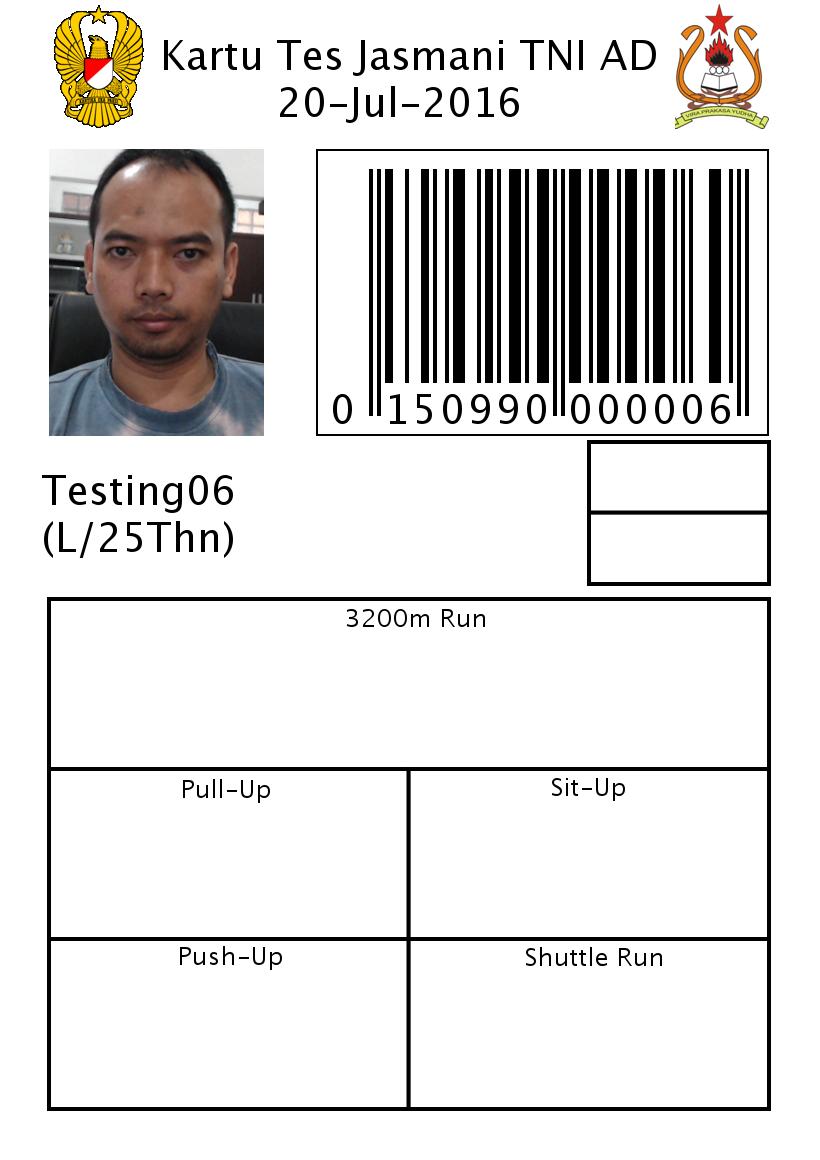 Kartu Tes Jasmani TNI AD
20-Jul-2016
VIRA PRAKASA YUDHA
0 150990 000006
Testing06
(L/25Thn)
3200m Run
Pull-Up
Sit-Up
Push-Up
Shuttle Run